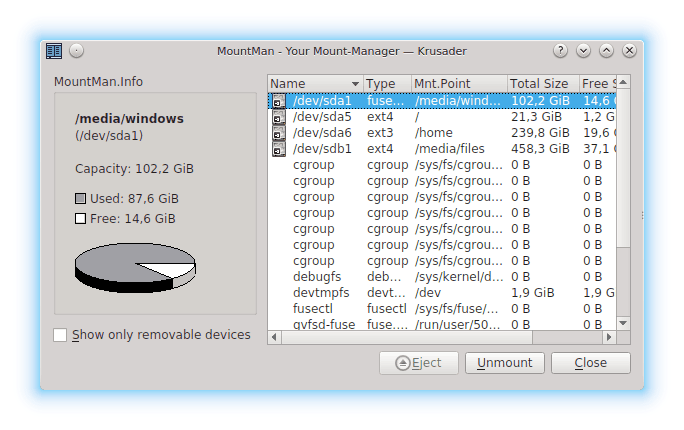 MountMan - Your Mount-Manager — Krusader
MountMan.Info
/media/windows
(/dev/sda1)
Capacity: 102,2 GiB
Used: 87,6 GiB
Free: 14,6 GiB
Show only removable devices
Name Type Mnt.Point Total Size Free S
/dev/sda1 fuse... /media/wind... 102,2 GiB 14,6 G
/dev/sda5 ext4 / 21,3 GiB 1,2 G
/dev/sda6 ext3 /home 239,8 GiB 19,6 G
/dev/sdb1 ext4 /media/files 458,3 GiB 37,1 G
cgroup cgroup /sys/fs/cgrou... 0 B 0 B
cgroup cgroup /sys/fs/cgrou... 0 B 0 B
cgroup cgroup /sys/fs/cgrou... 0 B 0 B
cgroup cgroup /sys/fs/cgrou... 0 B 0 B
cgroup cgroup /sys/fs/cgrou... 0 B 0 B
cgroup cgroup /sys/fs/cgrou... 0 B 0 B
cgroup cgroup /sys/fs/cgrou... 0 B 0 B
debugfs deb... /sys/kernel/d... 0 B 0 B
devtmpfs devt... /dev 1,9 GiB 1,9 G
fusectl fusectl /sys/fs/fuse/... 0 B 0 B
gvfsd-fuse fuse.... /run/user/50... 0 B 0 B
Eject Unmount Close